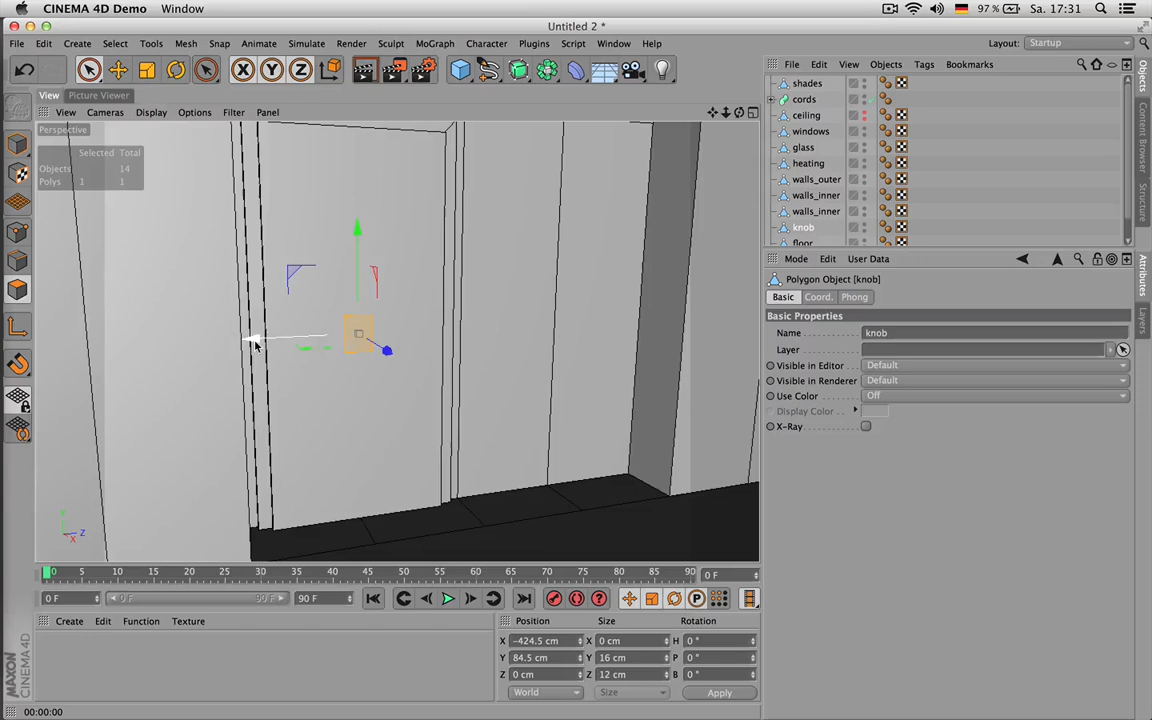 CINEMA 4D Demo Window 97 % Sa. 17:31
Untitled 2 *
File Edit Create Select Tools Mesh Snap Animate Simulate Render Sculpt MoGraph Character Plugins Script Window Help Layout: Startup
X Y Z
File Edit View Objects Tags Bookmarks
View Picture Viewer
View Cameras Display Options Filter Panel
Perspective
Selected Total
Objects 14
Polys 1 1
shades
cords
ceiling
windows
glass
heating
walls_outer
walls_inner
walls_inner
knob
floor
Objects
Content Browser
Structure
Mode Edit User Data
Polygon Object [knob]
Basic Coord. Phong
Basic Properties
Name knob
Layer
Visible in Editor Default
Visible in Renderer Default
Use Color Off
Display Color
X-Ray
Attributes
Layers
Y
Z
X
0 5 10 15 20 25 30 35 40 45 50 55 60 65 70 75 80 85 90 0 F
0 F 0 F 90 F 90 F P
Create Edit Function Texture
Position Size Rotation
X -424.5 cm X 0 cm H 0 °
Y 84.5 cm Y 16 cm P 0 °
Z 0 cm Z 12 cm B 0 °
World Size Apply
MAXON
CINEMA 4D
00:00:00